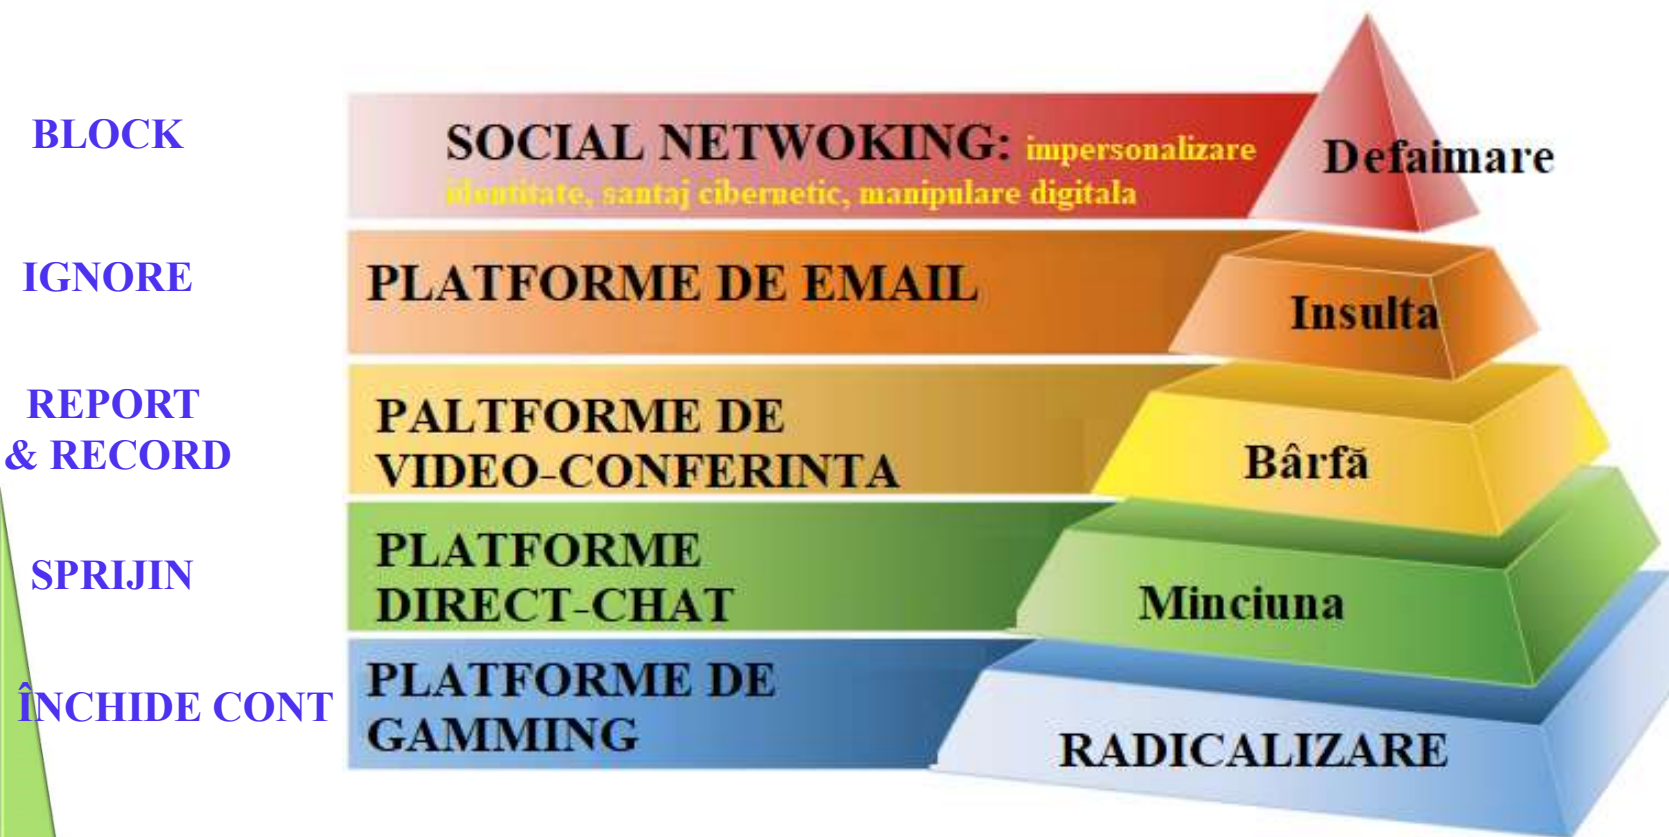 BLOCK
SOCIAL NETWOKING: impersonalizare
identitate, santaj cibernetic, manipulare digitala
Defaimare
IGNORE
PLATFORME DE EMAIL
Insulta
REPORT
& RECORD
PALTFORME DE
VIDEO-CONFERINTA
Bârfă
SPRIJIN
PLATFORME
DIRECT-CHAT
Minciuna
ÎNCHIDE CONT
PLATFORME DE
GAMMING
RADICALIZARE